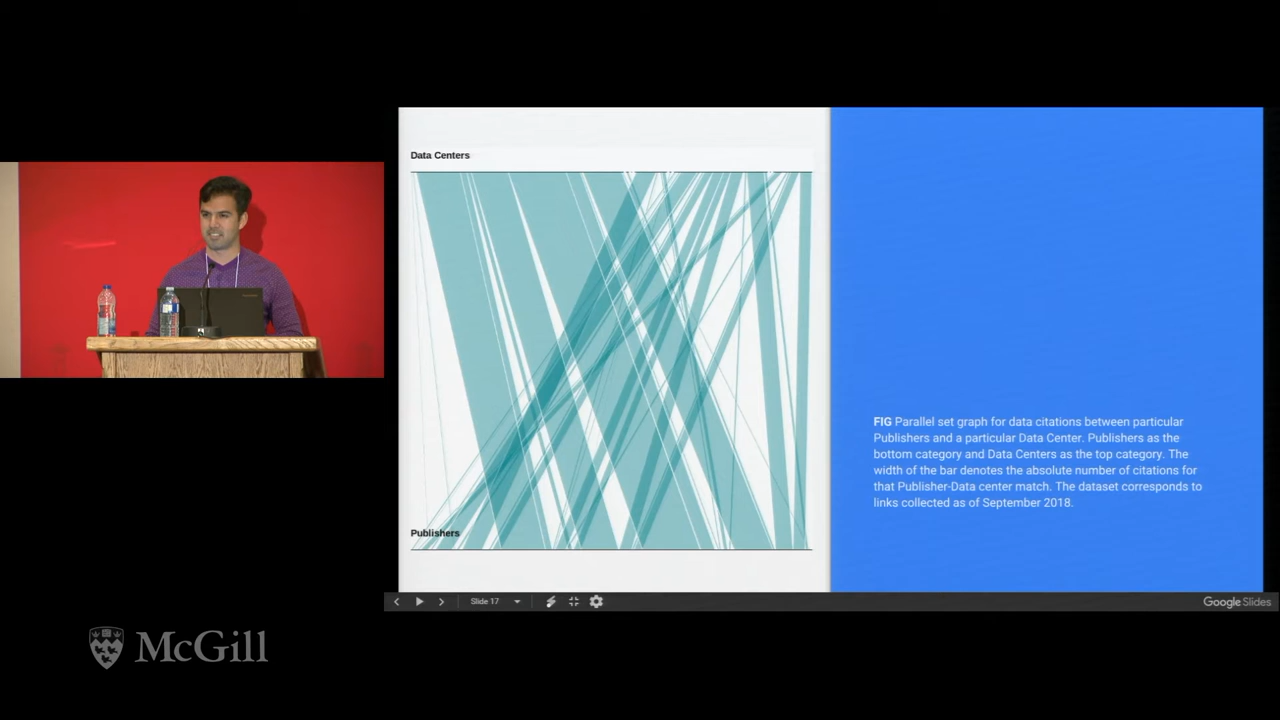 Data Centers
Publishers
FIG Parallel set graph for data citations between particular
Publishers and a particular Data Center. Publishers as the
bottom category and Data Centers as the top category. The
width of the bar denotes the absolute number of citations for
that Publisher-Data center match. The dataset corresponds to
links collected as of September 2018.
Slide 17
Google Slides
McGill